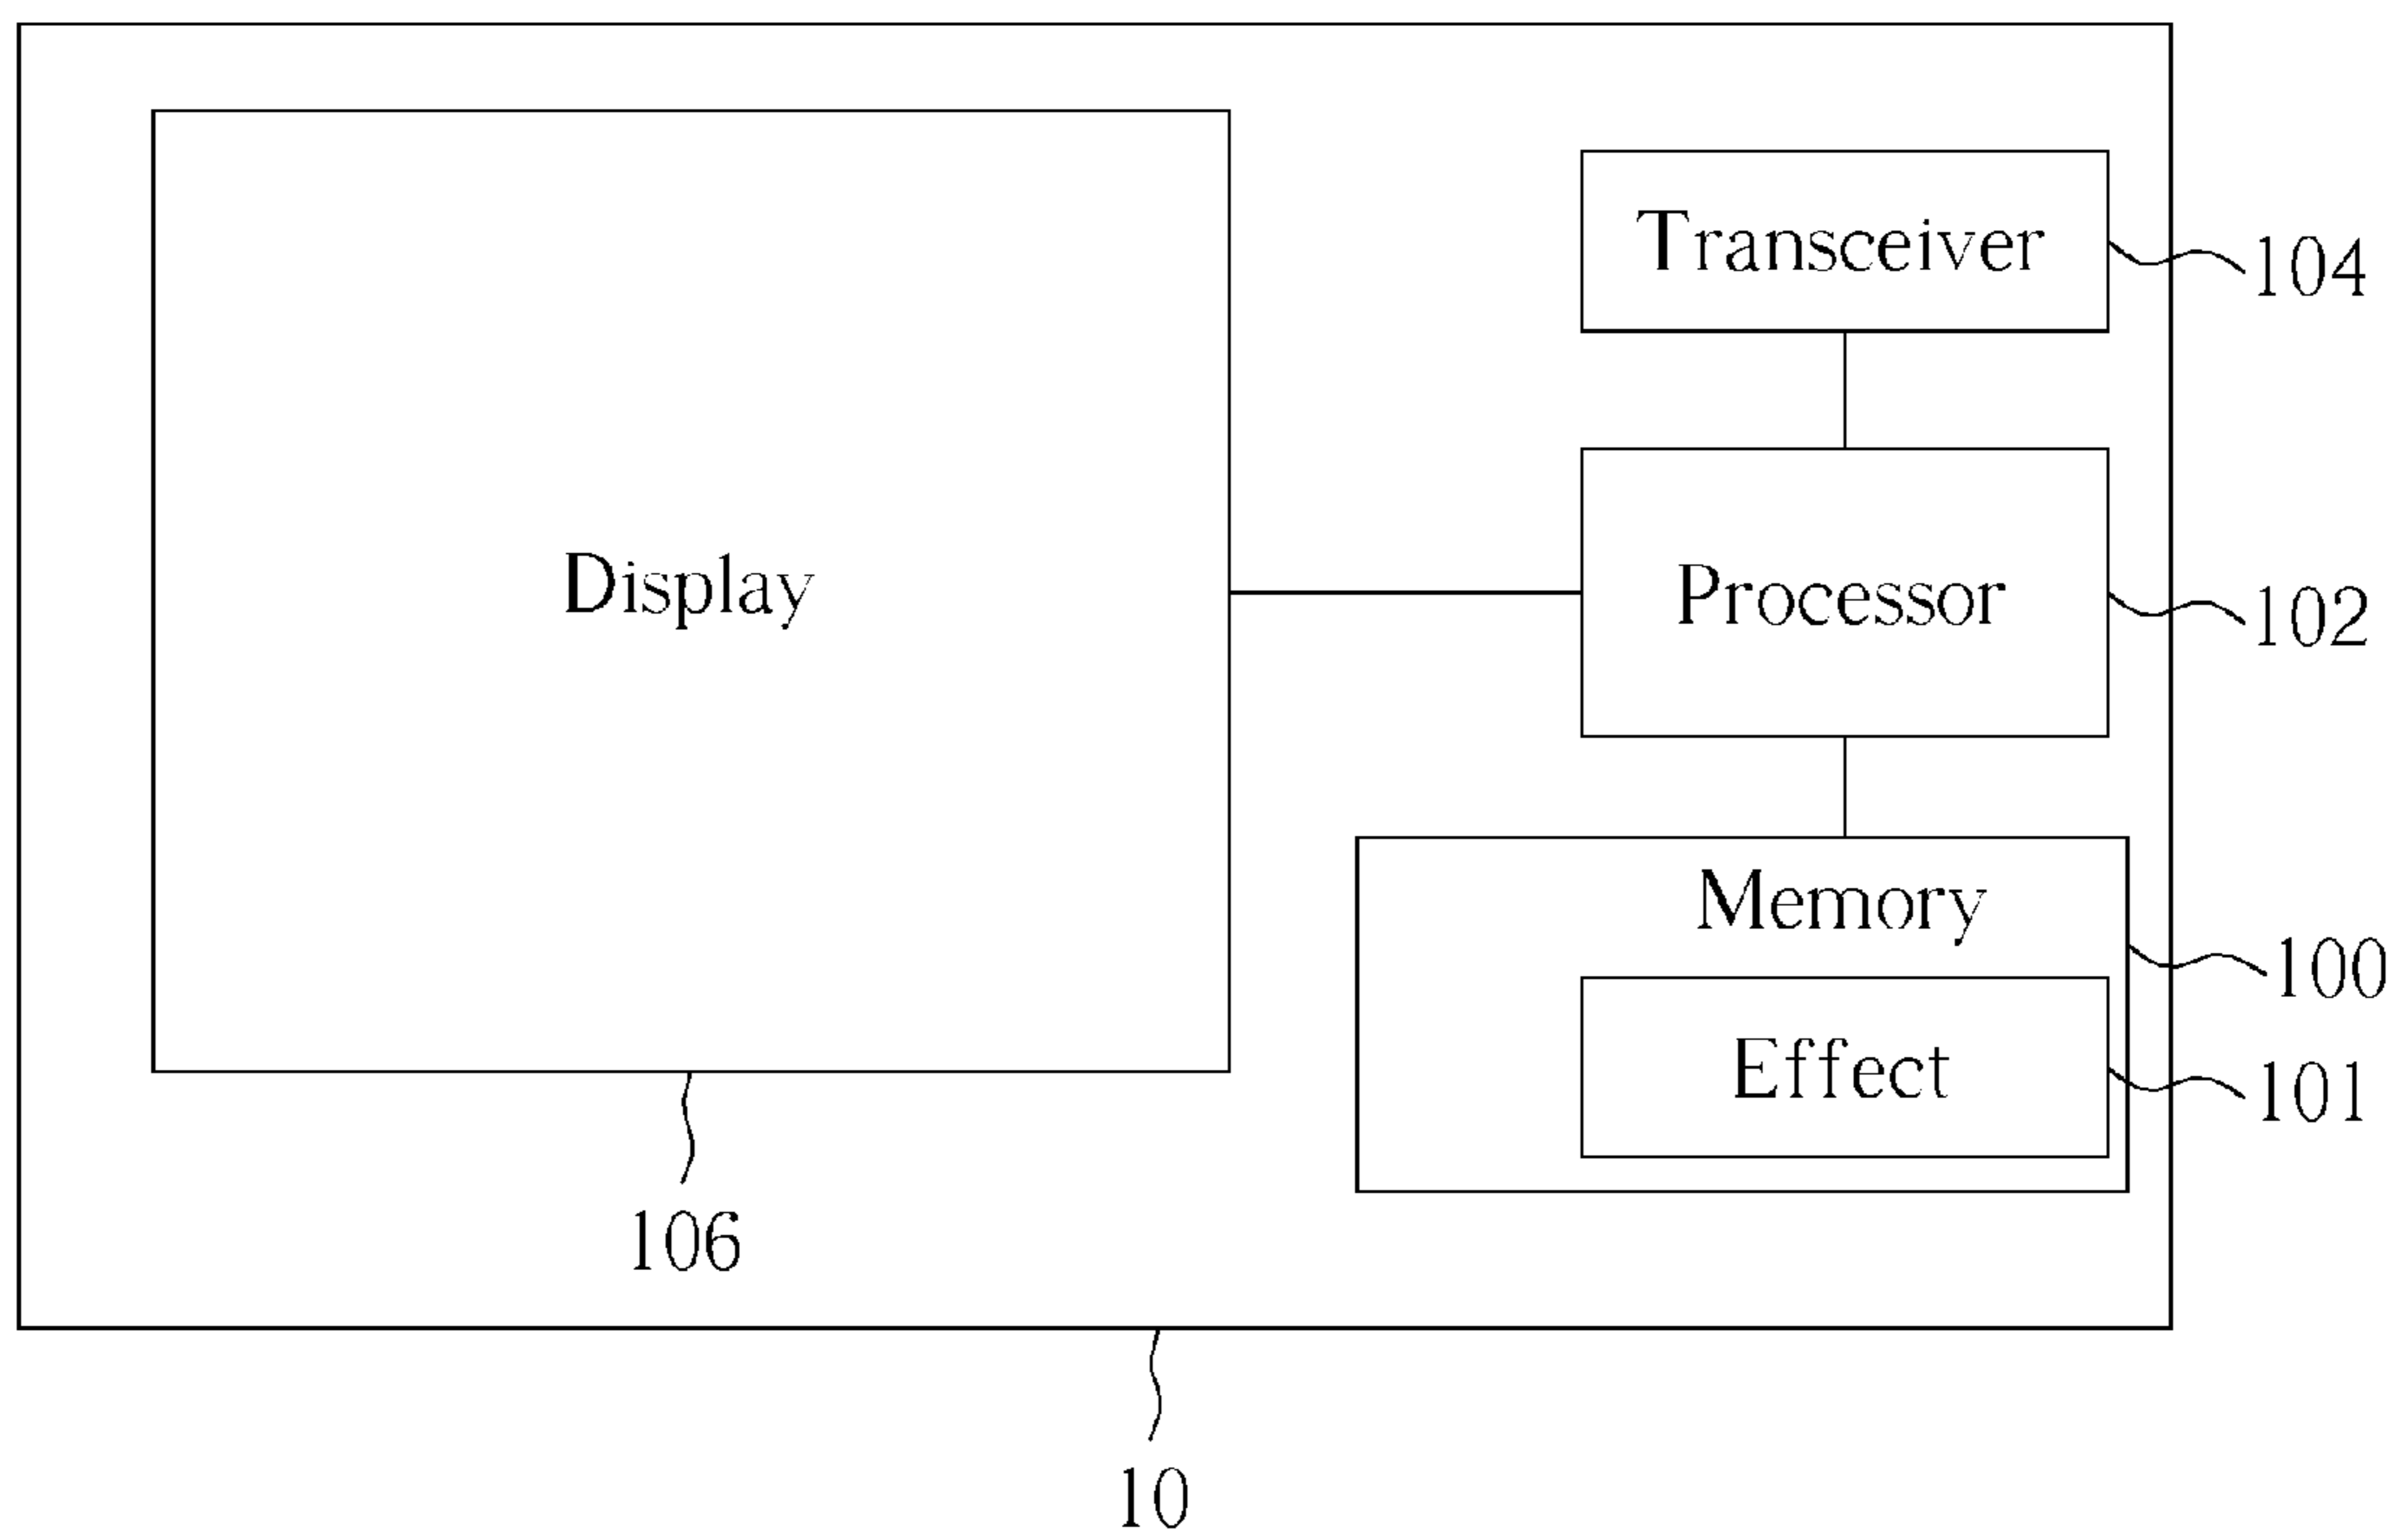 Transceiver
104
Display
Processor
102
Memory
100
Effect
101
106
10